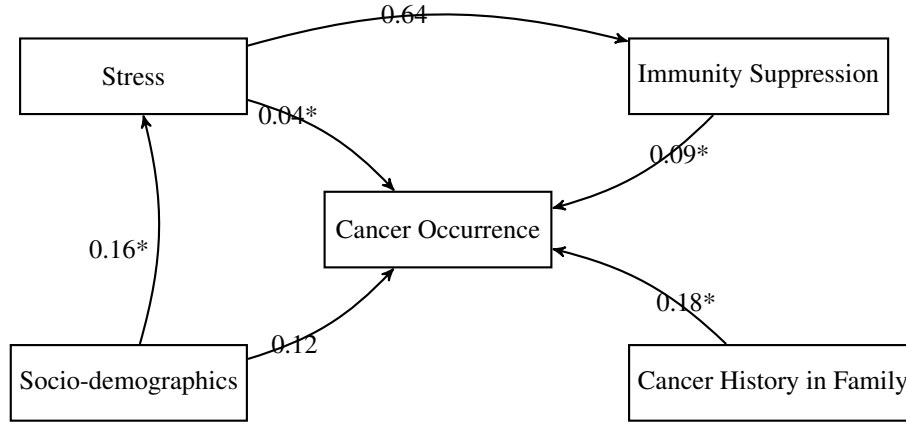 0.64
Stress
Immunity Suppression
0.04*
0.09*
Cancer Occurrence
0.16*
0.18*
0.12
Socio-demographics
Cancer History in Family